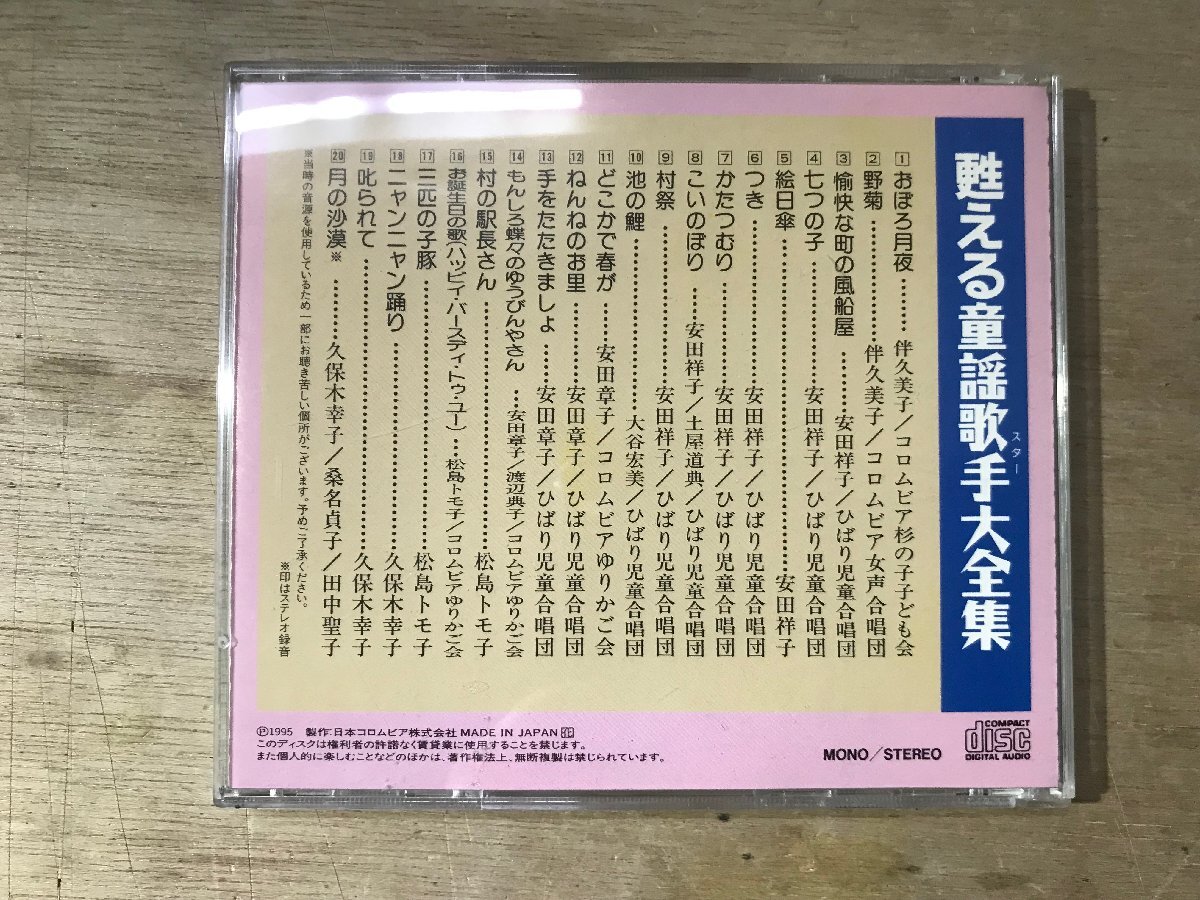 甦える童謡歌手大全集
スター
1 おぼろ月夜………伴久美子／コロムビア杉の子子ども会
2 野菊………伴久美子／コロムビア女声合唱団
3 愉快な町の風船屋………安田祥子／ひばり児童合唱団
4 七つの子………安田祥子／ひばり児童合唱団
5 絵日傘………安田祥子
6 つき………安田祥子／ひばり児童合唱団
7 かたつむり………安田祥子／ひばり児童合唱団
8 こいのぼり………安田祥子／土屋道典／ひばり児童合唱団
9 村祭………安田祥子／ひばり児童合唱団
10 池の鯉………大谷宏美／ひばり児童合唱団
11 どこかで春が………安田章子／コロムビアゆりかご会
12 ねんねのお里………安田章子／ひばり児童合唱団
13 手をたたきましょ………安田章子／ひばり児童合唱団
14 もんしろ蝶々のゆうびんやさん…安田章子／渡辺典子／コロムビアゆりかご会
15 村の駅長さん………松島トモ子
16 お誕生日の歌（ハッピィ・バースディ・トゥ・ユー）…松島トモ子／コロムビアゆりかご会
17 三匹の子豚………松島トモ子
18 ニャンニャン踊り………久保木幸子
19 叱られて………久保木幸子
20 月の沙漠※………久保木幸子／桑名貞子／田中聖子
※当時の音源を使用しているため一部にお聴き苦しい個所がございます。予めご了承ください。
※印はステレオ録音
Ⓟ1995 製作:日本コロムビア株式会社 MADE IN JAPAN
このディスクは権利者の許諾なく賃貸業に使用することを禁じます。
また個人的に楽しむことなどのほかは、著作権法上、無断複製は禁じられています。
MONO／STEREO
COMPACT
disc
DIGITAL AUDIO